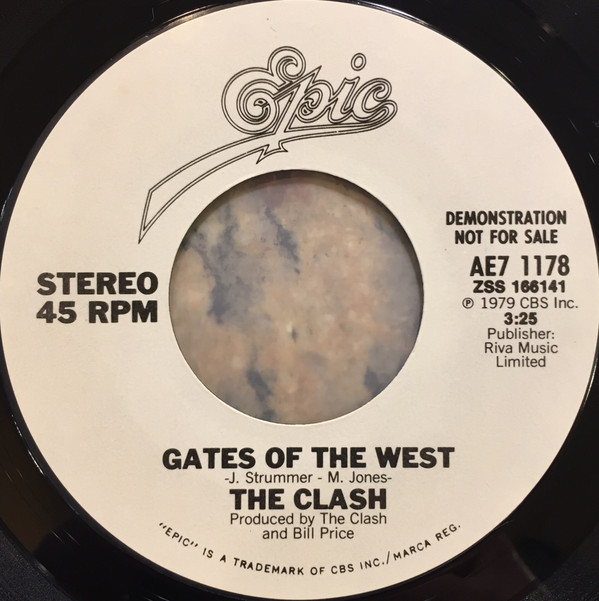 Epic
DEMONSTRATION
NOT FOR SALE
STEREO
45 RPM
AE7 1178
ZSS 166141
℗ 1979 CBS Inc.
3:25
Publisher:
Riva Music
Limited
GATES OF THE WEST
-J. Strummer - M. Jones-
THE CLASH
Produced by The Clash
and Bill Price
"EPIC" IS A TRADEMARK OF CBS INC./MARCA REG.